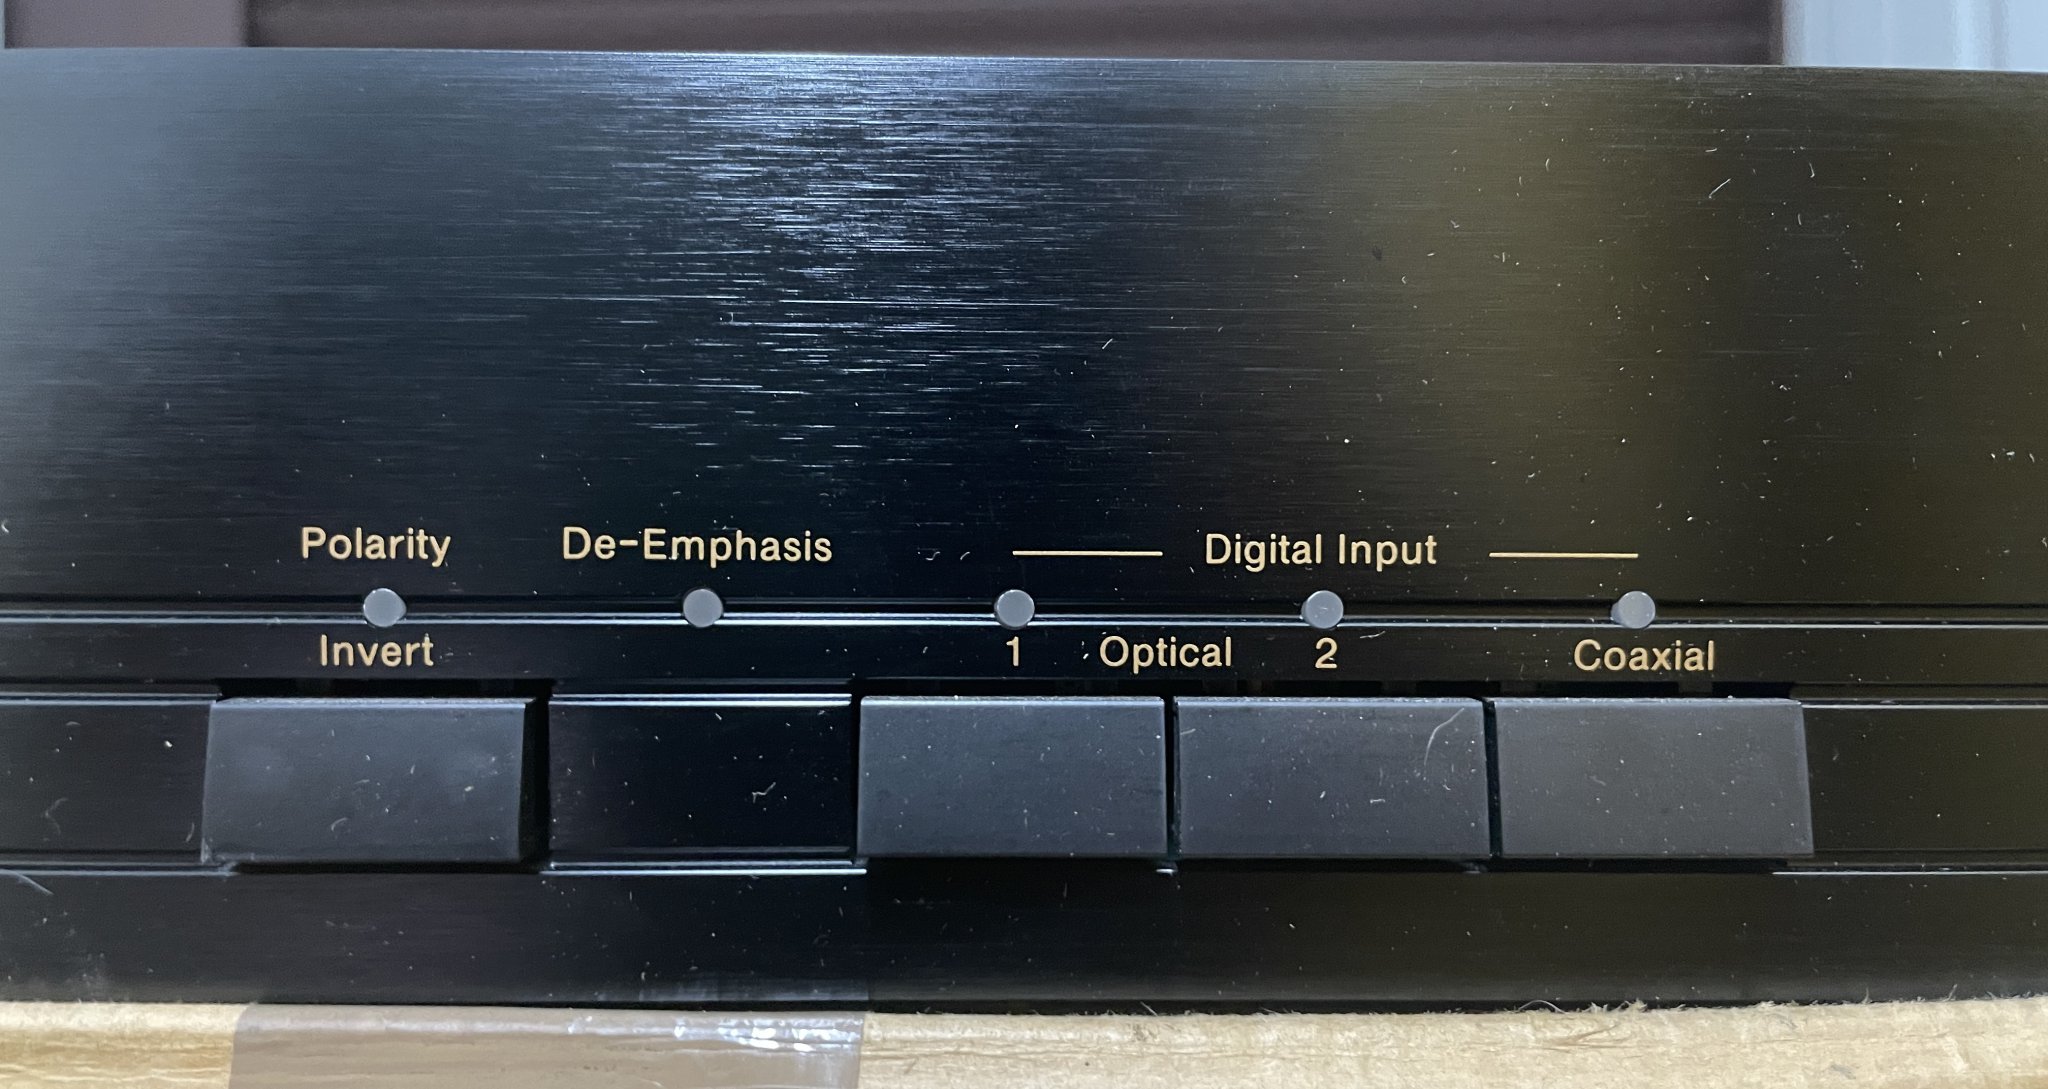 Polarity De-Emphasis Digital Input
Invert 1 Optical 2 Coaxial